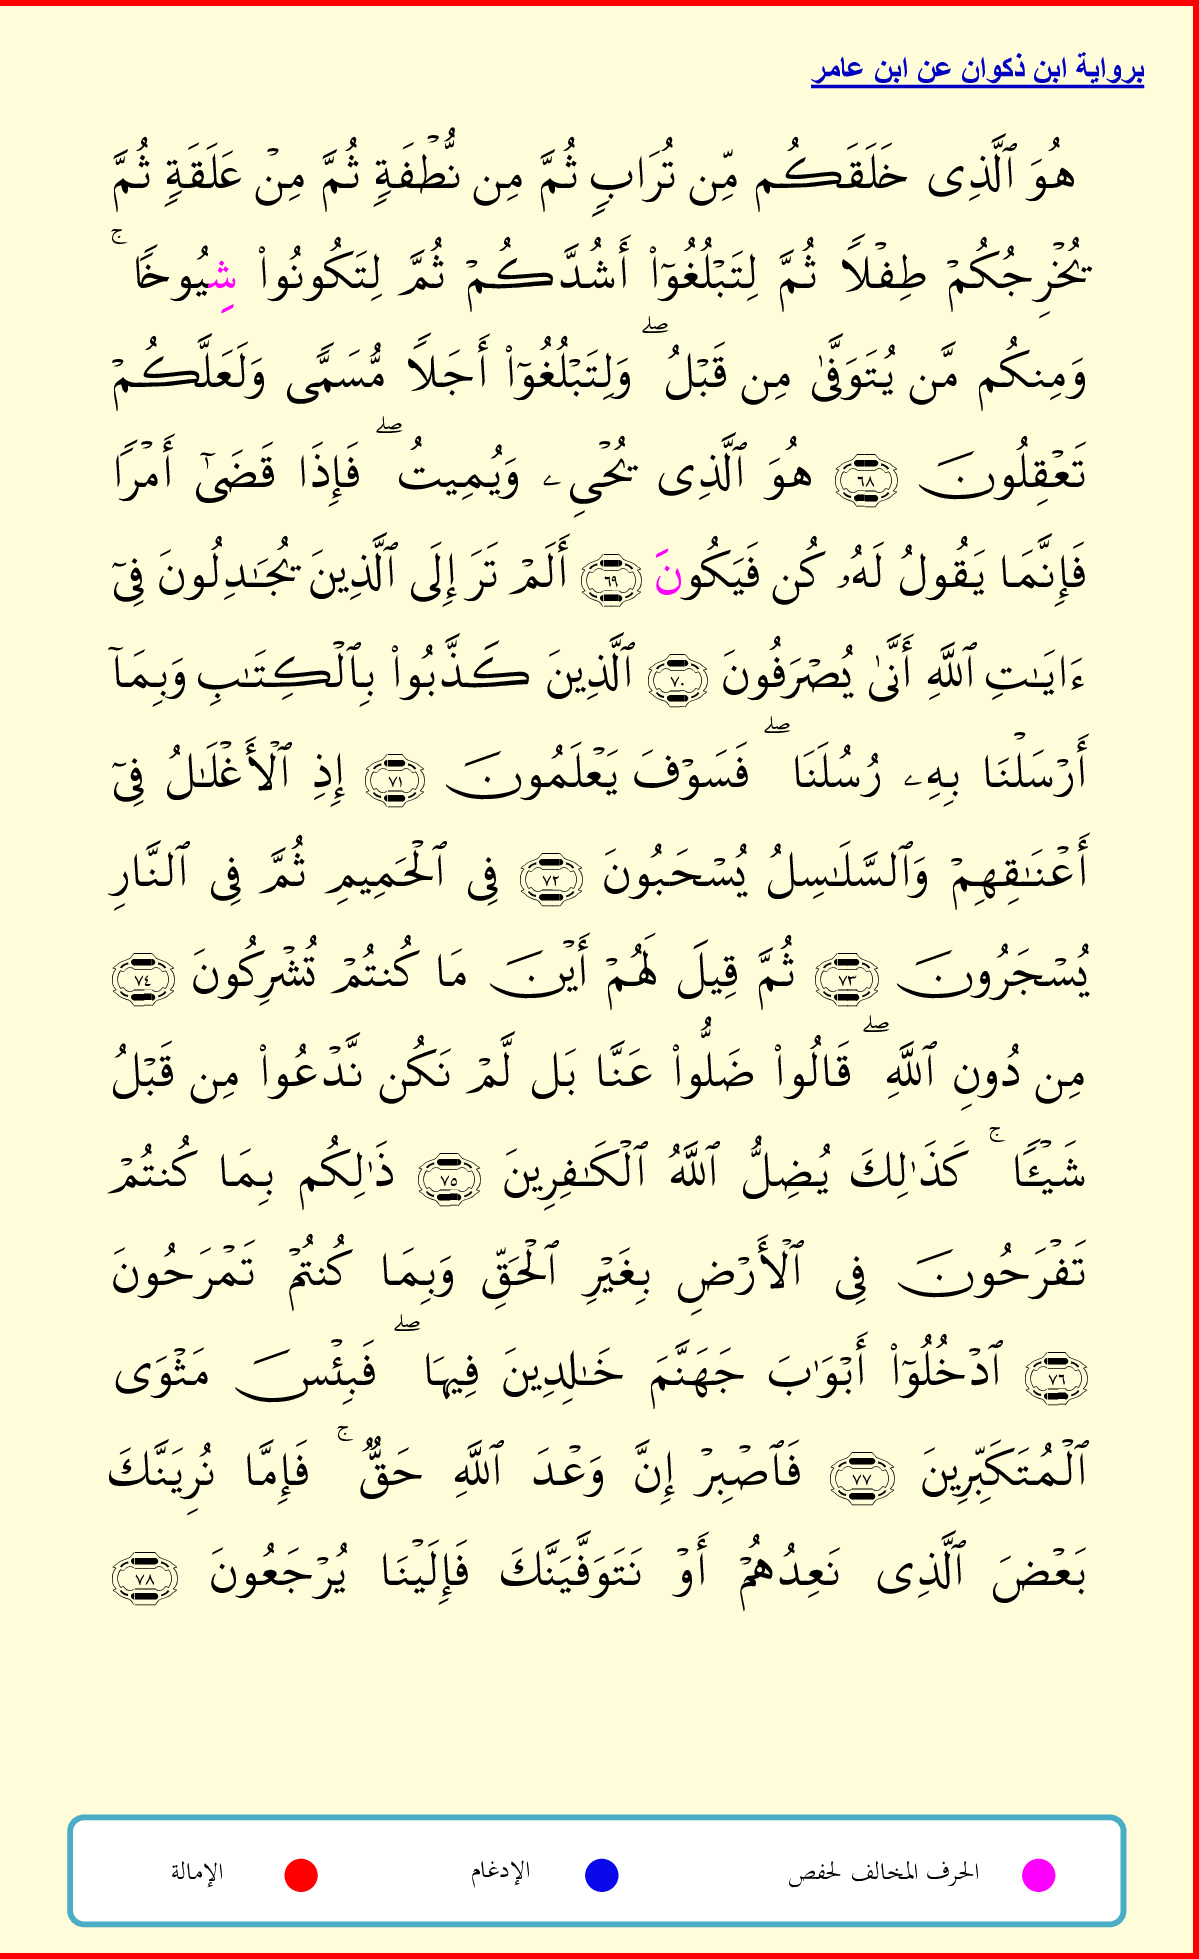 برواية ابن ذكوان عن ابن عامر
هُوَ ٱلَّذِى خَلَقَكُم مِّن تُرَابٍ ثُمَّ مِن نُّطْفَةٍ ثُمَّ مِنْ عَلَقَةٍ ثُمَّ
يُخْرِجُكُمْ طِفْلًا ثُمَّ لِتَبْلُغُوٓا۟ أَشُدَّكُمْ ثُمَّ لِتَكُونُوا۟ شِيُوخًا ۚ
وَمِنكُم مَّن يُتَوَفَّىٰ مِن قَبْلُ ۖ وَلِتَبْلُغُوٓا۟ أَجَلًا مُّسَمًّى وَلَعَلَّكُمْ
تَعْقِلُونَ ٦٨ هُوَ ٱلَّذِى يُحْىِۦ وَيُمِيتُ ۖ فَإِذَا قَضَىٰٓ أَمْرًا
فَإِنَّمَا يَقُولُ لَهُۥ كُن فَيَكُونَ ٦٩ أَلَمْ تَرَ إِلَى ٱلَّذِينَ يُجَـٰدِلُونَ فِىٓ
ءَايَـٰتِ ٱللَّهِ أَنَّىٰ يُصْرَفُونَ ٧٠ ٱلَّذِينَ كَذَّبُوا۟ بِٱلْكِتَـٰبِ وَبِمَآ
أَرْسَلْنَا بِهِۦ رُسُلَنَا ۖ فَسَوْفَ يَعْلَمُونَ ٧١ إِذِ ٱلْأَغْلَـٰلُ فِىٓ
أَعْنَـٰقِهِمْ وَٱلسَّلَـٰسِلُ يُسْحَبُونَ ٧٢ فِى ٱلْحَمِيمِ ثُمَّ فِى ٱلنَّارِ
يُسْجَرُونَ ٧٣ ثُمَّ قِيلَ لَهُمْ أَيْنَ مَا كُنتُمْ تُشْرِكُونَ ٧٤
مِن دُونِ ٱللَّهِ ۖ قَالُوا۟ ضَلُّوا۟ عَنَّا بَل لَّمْ نَكُن نَّدْعُوا۟ مِن قَبْلُ
شَيْـًٔا ۚ كَذَٰلِكَ يُضِلُّ ٱللَّهُ ٱلْكَـٰفِرِينَ ٧٥ ذَٰلِكُم بِمَا كُنتُمْ
تَفْرَحُونَ فِى ٱلْأَرْضِ بِغَيْرِ ٱلْحَقِّ وَبِمَا كُنتُمْ تَمْرَحُونَ
٧٦ ٱدْخُلُوٓا۟ أَبْوَٰبَ جَهَنَّمَ خَـٰلِدِينَ فِيهَا ۖ فَبِئْسَ مَثْوَى
ٱلْمُتَكَبِّرِينَ ٧٧ فَٱصْبِرْ إِنَّ وَعْدَ ٱللَّهِ حَقٌّ ۚ فَإِمَّا نُرِيَنَّكَ
بَعْضَ ٱلَّذِى نَعِدُهُمْ أَوْ نَتَوَفَّيَنَّكَ فَإِلَيْنَا يُرْجَعُونَ ٧٨
الحرف المخالف لحفص الإدغام الإمالة